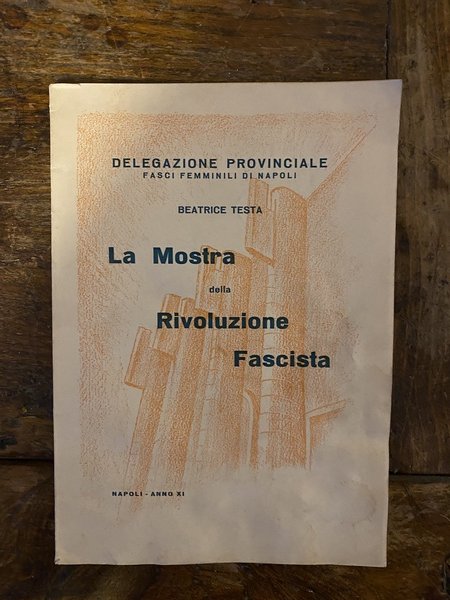 DELEGAZIONE PROVINCIALE
FASCI FEMMINILI DI NAPOLI
BEATRICE TESTA
La Mostra
della
Rivoluzione
Fascista
NAPOLI - ANNO XI